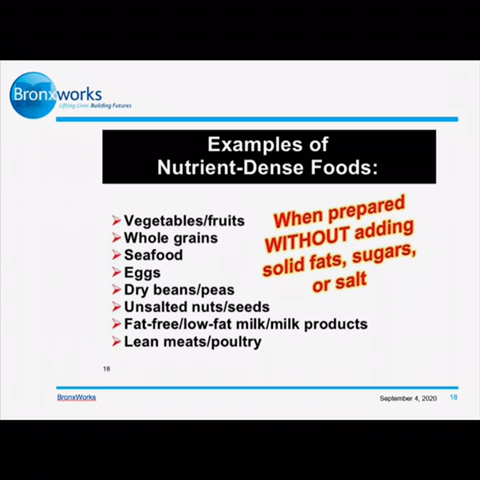 Bronxworks
Lifting Lives Building Futures
Examples of
Nutrient-Dense Foods:
Vegetables/fruits
Whole grains
Seafood
Eggs
Dry beans/peas
Unsalted nuts/seeds
Fat-free/low-fat milk/milk products
Lean meats/poultry
When prepared
WITHOUT adding
solid fats, sugars,
or salt
18
BronxWorks
September 4, 2020
18